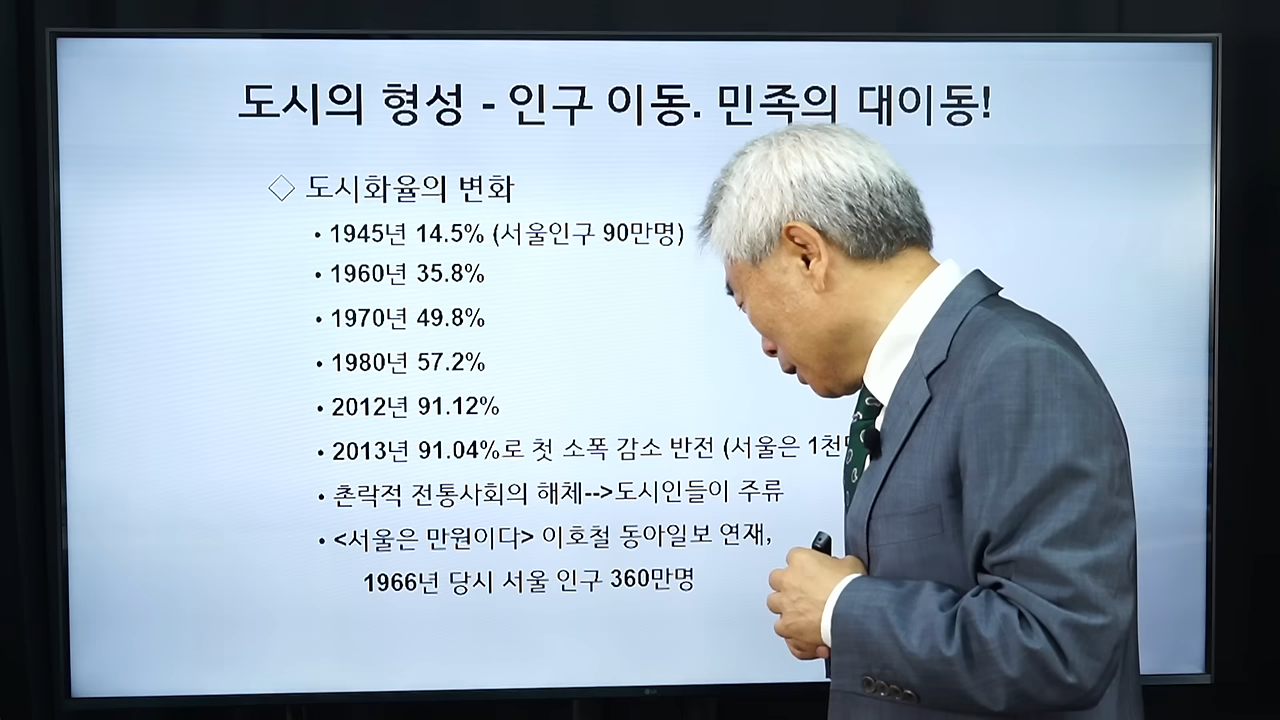 도시의 형성 - 인구 이동. 민족의 대이동!
◇ 도시화율의 변화
• 1945년 14.5% (서울인구 90만명)
• 1960년 35.8%
• 1970년 49.8%
• 1980년 57.2%
• 2012년 91.12%
• 2013년 91.04%로 첫 소폭 감소 반전 (서울은 1천
• 촌락적 전통사회의 해체-->도시인들이 주류
• <서울은 만원이다> 이호철 동아일보 연재,
1966년 당시 서울 인구 360만명
LG